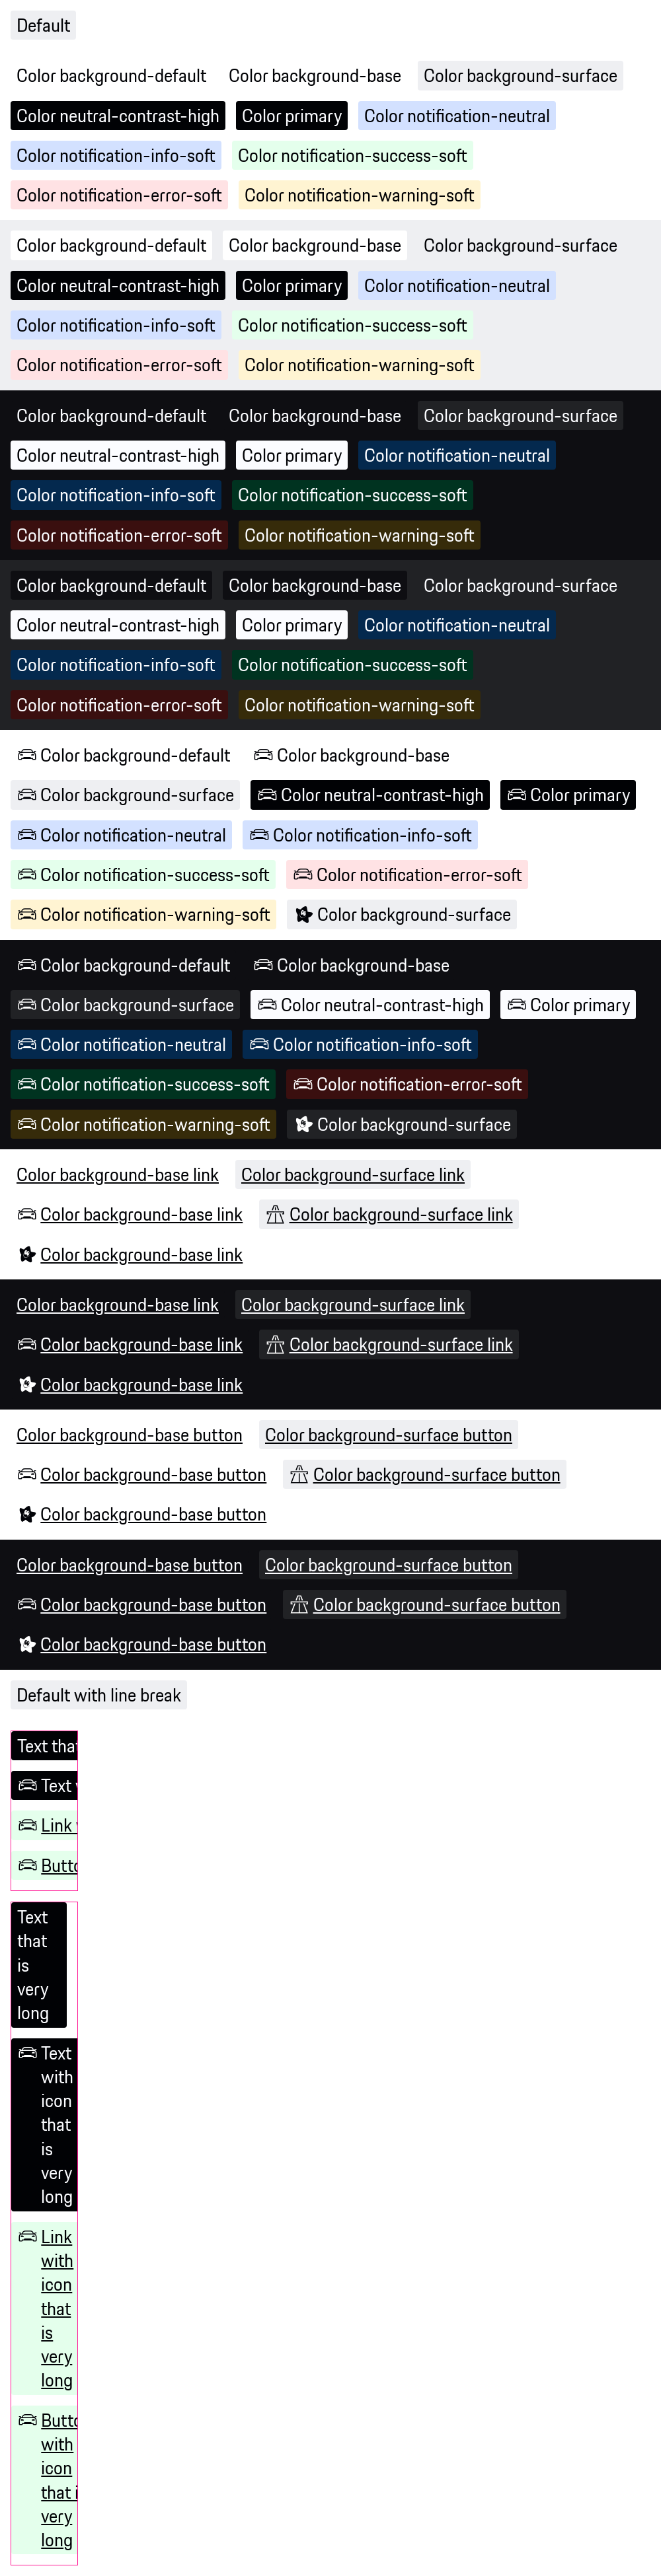 Default
Color background-default Color background-base Color background-surface
Color neutral-contrast-high Color primary Color notification-neutral
Color notification-info-soft Color notification-success-soft
Color notification-error-soft Color notification-warning-soft
Color background-default Color background-base Color background-surface
Color neutral-contrast-high Color primary Color notification-neutral
Color notification-info-soft Color notification-success-soft
Color notification-error-soft Color notification-warning-soft
Color background-default Color background-base Color background-surface
Color neutral-contrast-high Color primary Color notification-neutral
Color notification-info-soft Color notification-success-soft
Color notification-error-soft Color notification-warning-soft
Color background-default Color background-base Color background-surface
Color neutral-contrast-high Color primary Color notification-neutral
Color notification-info-soft Color notification-success-soft
Color notification-error-soft Color notification-warning-soft
Color background-default Color background-base
Color background-surface Color neutral-contrast-high Color primary
Color notification-neutral Color notification-info-soft
Color notification-success-soft Color notification-error-soft
Color notification-warning-soft Color background-surface
Color background-default Color background-base
Color background-surface Color neutral-contrast-high Color primary
Color notification-neutral Color notification-info-soft
Color notification-success-soft Color notification-error-soft
Color notification-warning-soft Color background-surface
Color background-base link Color background-surface link
Color background-base link Color background-surface link
Color background-base link
Color background-base link Color background-surface link
Color background-base link Color background-surface link
Color background-base link
Color background-base button Color background-surface button
Color background-base button Color background-surface button
Color background-base button
Color background-base button Color background-surface button
Color background-base button Color background-surface button
Color background-base button
Default with line break
Text
Text
Link
Text
that
is
very
long
Text
with
icon
that
is
very
long
Link
with
icon
that
is
very
long
with
icon
that
very
long